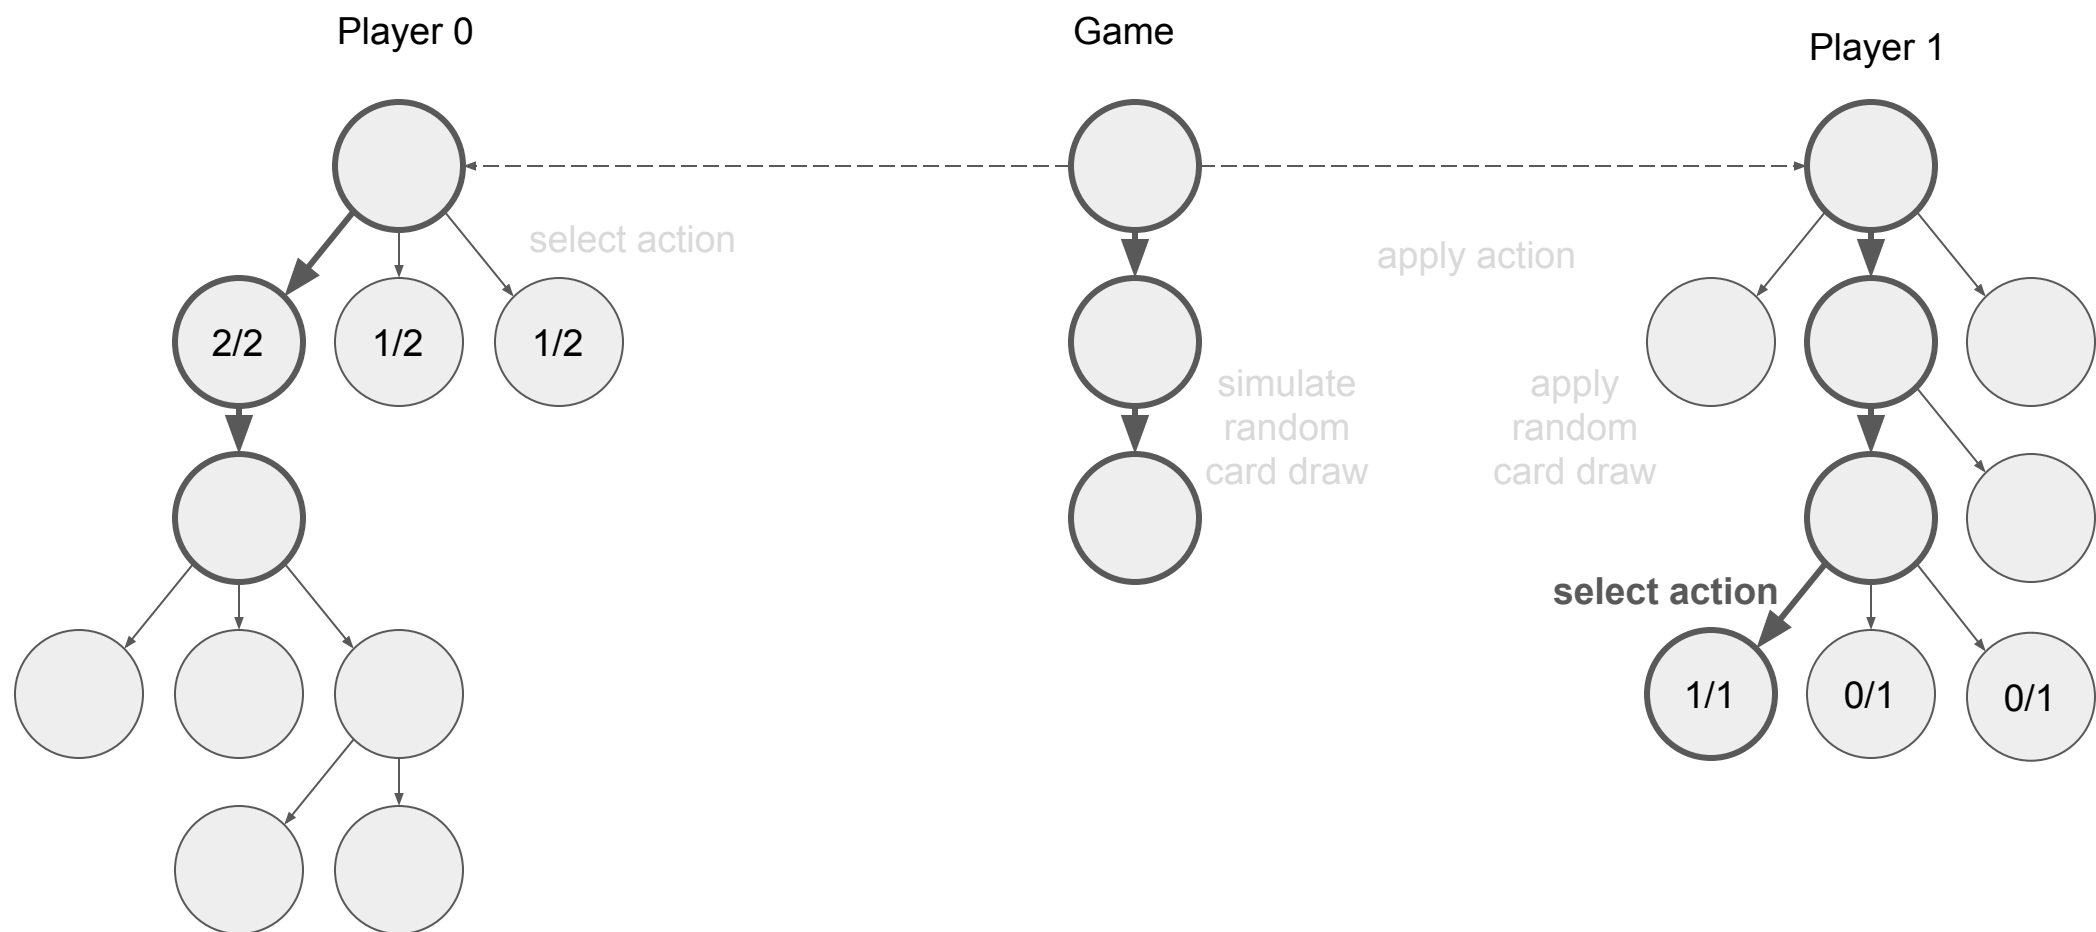 Player 0
Game
Player 1
select action
apply action
2/2
1/2
1/2
simulate
random
card draw
apply
random
card draw
select action
1/1
0/1
0/1